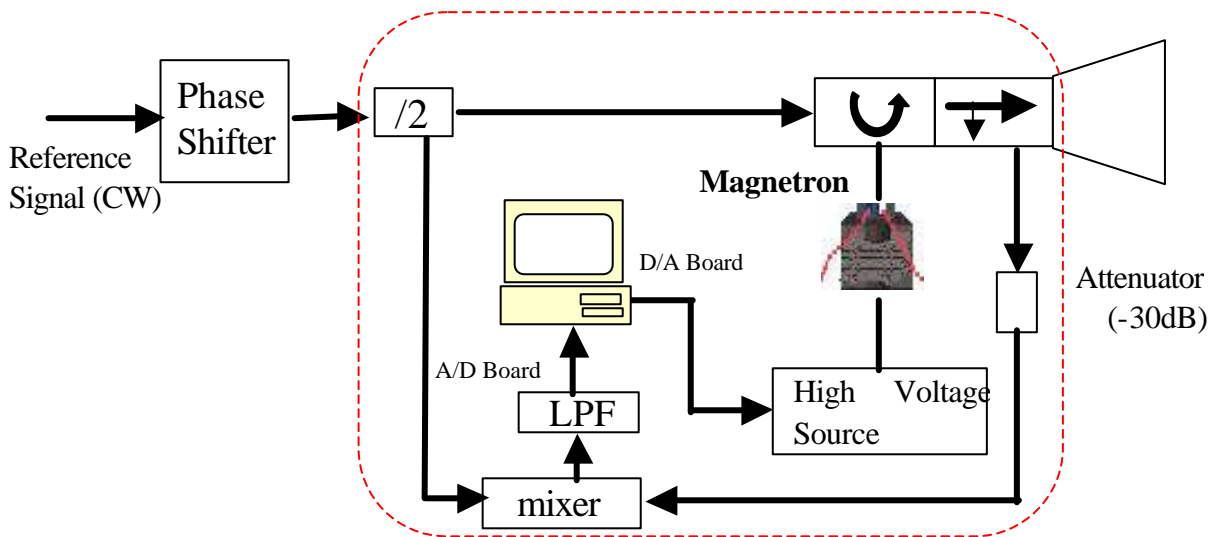 Phase
Shifter
/2
Reference
Signal (CW)
Magnetron
D/A Board
Attenuator
(-30dB)
A/D Board
High Voltage
Source
LPF
mixer